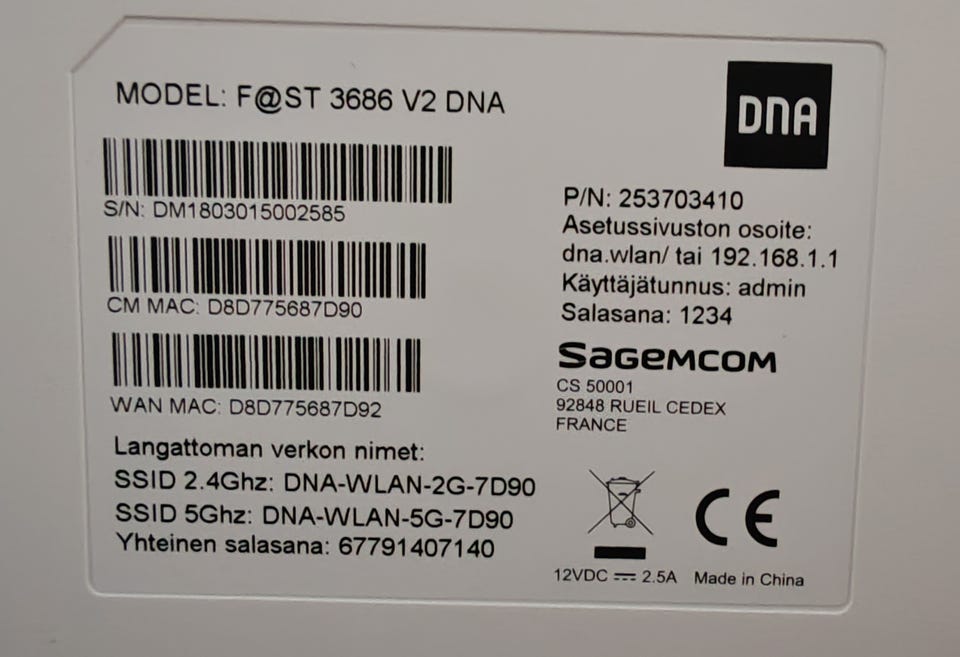 MODEL: F@ST 3686 V2 DNA
DNA
S/N: DM1803015002585
CM MAC: D8D775687D90
WAN MAC: D8D775687D92
Langattoman verkon nimet:
SSID 2.4Ghz: DNA-WLAN-2G-7D90
SSID 5Ghz: DNA-WLAN-5G-7D90
Yhteinen salasana: 67791407140
P/N: 253703410
Asetussivuston osoite:
dna.wlan/ tai 192.168.1.1
Käyttäjätunnus: admin
Salasana: 1234
SAGEMCOM
CS 50001
92848 RUEIL CEDEX
FRANCE
CE
12VDC ⎓ 2.5A Made in China